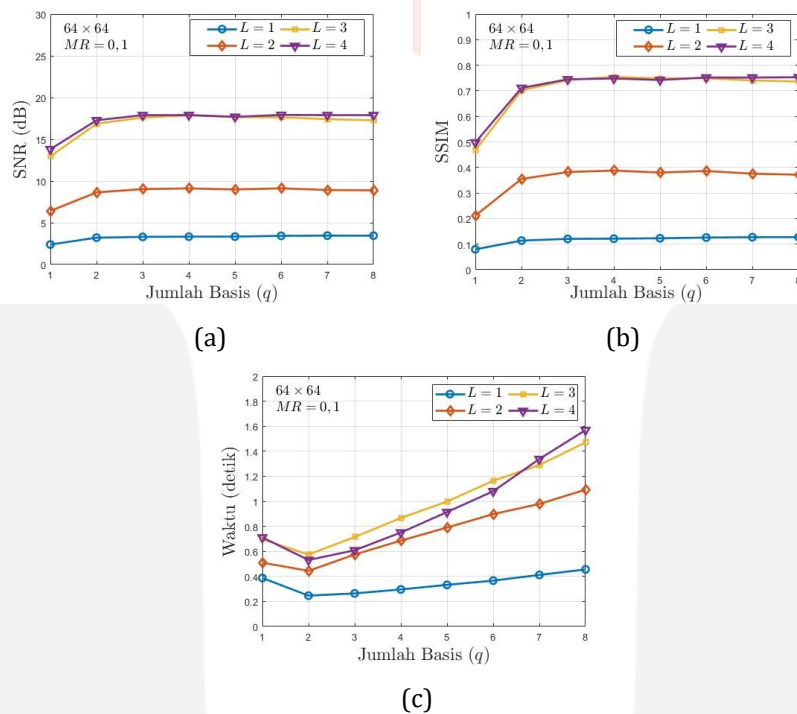 64 × 64
MR = 0,1
L = 1
L = 3
L = 2
L = 4
30
25
20
15
10
5
0
SNR (dB)
1 2 3 4 5 6 7 8
Jumlah Basis (q)
(a)
64 × 64
MR = 0,1
L = 1
L = 3
L = 2
L = 4
1
0.9
0.8
0.7
0.6
0.5
0.4
0.3
0.2
0.1
0
SSIM
1 2 3 4 5 6 7 8
Jumlah Basis (q)
(b)
64 × 64
MR = 0,1
L = 1
L = 3
L = 2
L = 4
2
1.8
1.6
1.4
1.2
1
0.8
0.6
0.4
0.2
0
Waktu (detik)
1 2 3 4 5 6 7 8
Jumlah Basis (q)
(c)